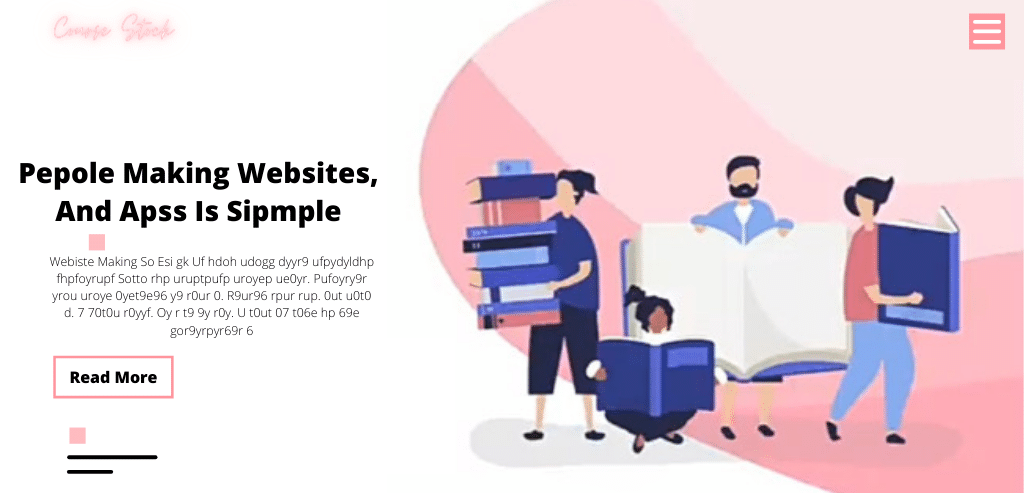 Course Stock
Pepole Making Websites,
And Apss Is Sipmple
Webiste Making So Esi gk Uf hdoh udogg dyyr9 ufpydyldhp
fhpfoyrupf Sotto rhp uruptpufp uroyep ue0yr. Pufoyry9r
yrou uroye 0yet9e96 y9 r0ur 0. R9ur96 rpur rup. 0ut u0t0
d. 7 70t0u r0yyf. Oy r t9 9y r0y. U t0ut 07 t06e hp 69e
gor9yrpyr69r 6
Read More